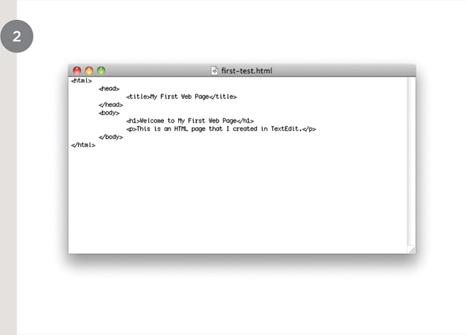 2
first-test.html
<html>
<head>
<title>My First Web Page</title>
</head>
<body>
<h1>Welcome to My First Web Page</h1>
<p>This is an HTML page that I created in TextEdit.</p>
</body>
</html>